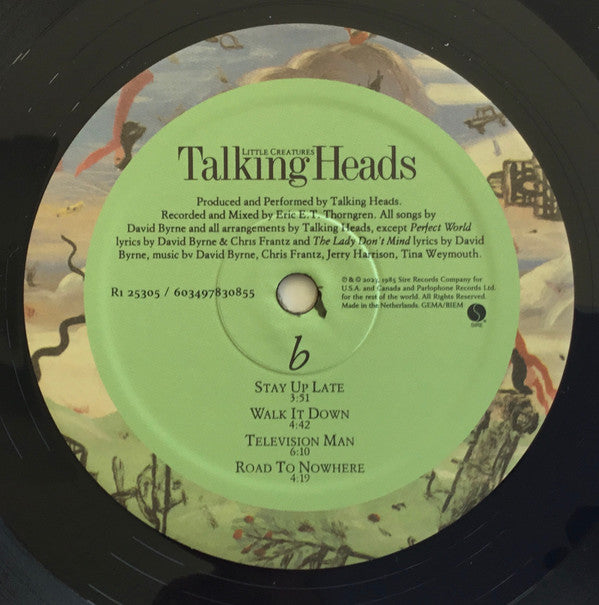 LITTLE CREATURES
Talking Heads
Produced and Performed by Talking Heads.
Recorded and Mixed by Eric E.T. Thorngren. All songs by
David Byrne and all arrangements by Talking Heads, except Perfect World
lyrics by David Byrne & Chris Frantz and The Lady Don't Mind lyrics by David
Byrne, music by David Byrne, Chris Frantz, Jerry Harrison, Tina Weymouth.
R1 25305 / 603497830855
℗ & © 2023, 1985 Sire Records Company for
U.S.A. and Canada and Parlophone Records Ltd.
for the rest of the world. All Rights Reserved.
Made in the Netherlands. GEMA/BIEM
SIRE
b
STAY UP LATE
3:51
WALK IT DOWN
4:42
TELEVISION MAN
6:10
ROAD TO NOWHERE
4:19